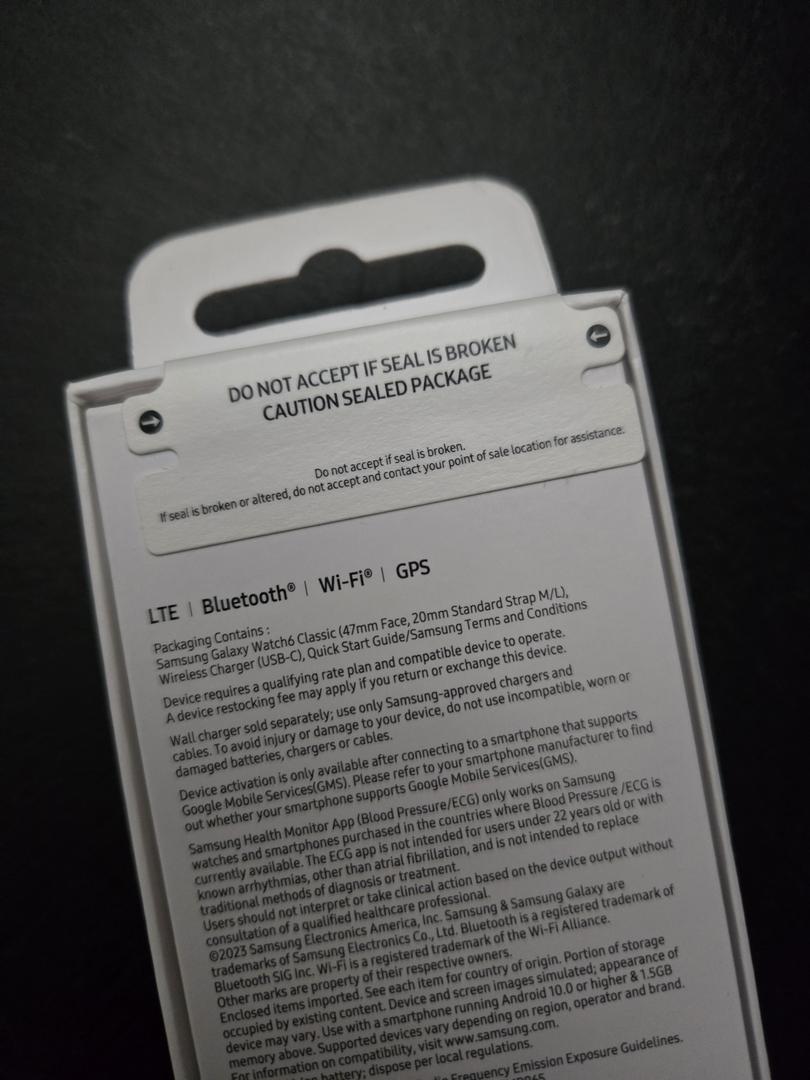 DO NOT ACCEPT IF SEAL IS BROKEN
CAUTION SEALED PACKAGE
Do not accept if seal is broken.
If seal is broken or altered, do not accept and contact your point of sale location for assistance.
LTE | Bluetooth® | Wi-Fi® | GPS
Packaging Contains :
Samsung Galaxy Watch6 Classic (47mm Face, 20mm Standard Strap M/L),
Wireless Charger (USB-C), Quick Start Guide/Samsung Terms and Conditions
Device requires a qualifying rate plan and compatible device to operate.
A device restocking fee may apply if you return or exchange this device.
Wall charger sold separately; use only Samsung-approved chargers and
cables. To avoid injury or damage to your device, do not use incompatible, worn or
damaged batteries, chargers or cables.
Device activation is only available after connecting to a smartphone that supports
Google Mobile Services(GMS). Please refer to your smartphone manufacturer to find
out whether your smartphone supports Google Mobile Services(GMS).
Samsung Health Monitor App (Blood Pressure/ECG) only works on Samsung
watches and smartphones purchased in the countries where Blood Pressure /ECG is
currently available. The ECG app is not intended for users under 22 years old or with
known arrhythmias, other than atrial fibrillation, and is not intended to replace
traditional methods of diagnosis or treatment.
Users should not interpret or take clinical action based on the device output without
consultation of a qualified healthcare professional.
©2023 Samsung Electronics America, Inc. Samsung & Samsung Galaxy are
trademarks of Samsung Electronics Co., Ltd. Bluetooth is a registered trademark of
Bluetooth SIG Inc. Wi-Fi is a registered trademark of the Wi-Fi Alliance.
Other marks are property of their respective owners.
Enclosed items imported. See each item for country of origin. Portion of storage
occupied by existing content. Device and screen images simulated; appearance of
device may vary. Use with a smartphone running Android 10.0 or higher & 1.5GB
memory above. Supported devices vary depending on region, operator and brand.
For information on compatibility, visit www.samsung.com.
battery; dispose per local regulations.
Frequency Emission Exposure Guidelines.